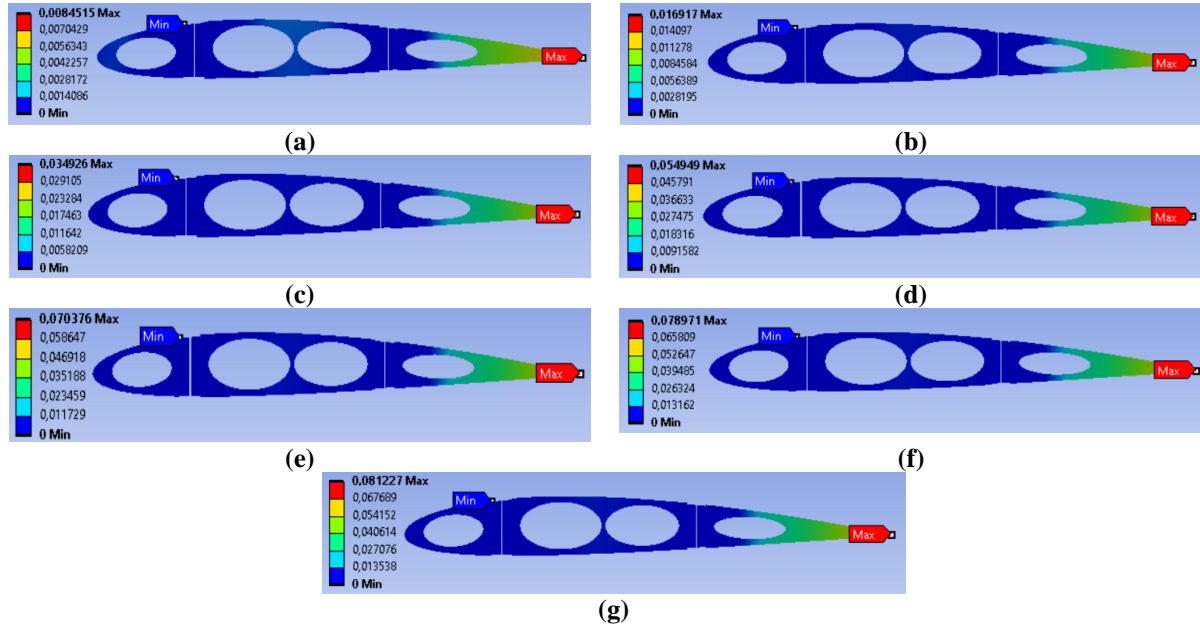 0,0084515 Max
0,0070429
0,0056343
0,0042257
0,0028172
0,0014086
0 Min
Min
Max
(a)
0,016917 Max
0,014097
0,011278
0,0084584
0,0056389
0,0028195
0 Min
Min
Max
(b)
0,034926 Max
0,029105
0,023284
0,017463
0,011642
0,0058209
0 Min
Min
Max
(c)
0,054949 Max
0,045791
0,036633
0,027475
0,018316
0,0091582
0 Min
Min
Max
(d)
0,070376 Max
0,058647
0,046918
0,035188
0,023459
0,011729
0 Min
Min
Max
(e)
0,078971 Max
0,065809
0,052647
0,039485
0,026324
0,013162
0 Min
Min
Max
(f)
0,081227 Max
0,067689
0,054152
0,040614
0,027076
0,013538
0 Min
Min
Max
(g)